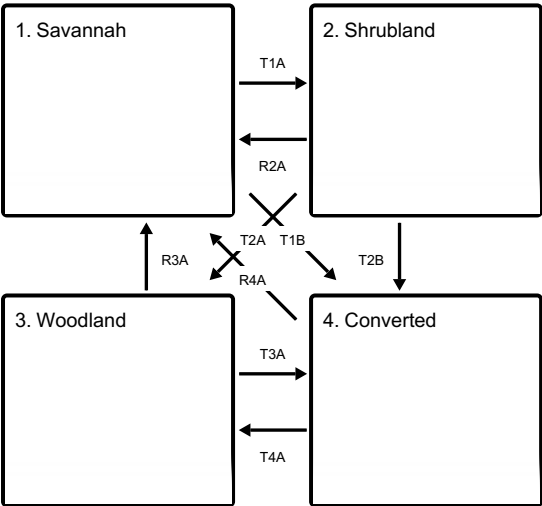 1. Savannah
2. Shrubland
T1A
R2A
T2A
T1B
R3A
T2B
R4A
3. Woodland
4. Converted
T3A
T4A